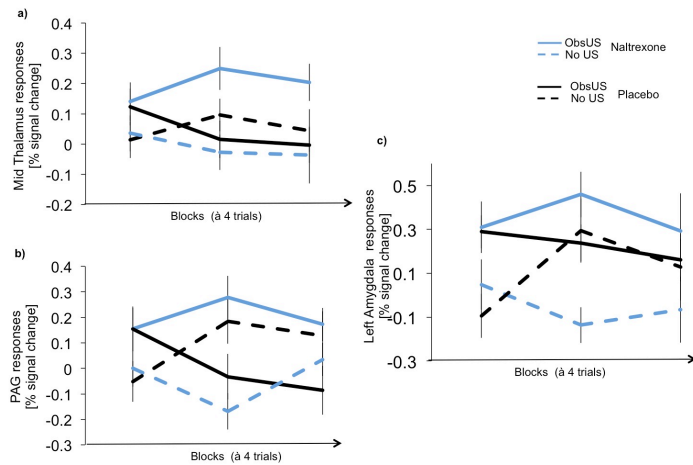 a)
Mid Thalamus responses
[% signal change]
0.4
0.3
0.2
0.1
0
-0.1
-0.2
Blocks (à 4 trials)
ObsUS
No US
Naltrexone
ObsUS
No US
Placebo
b)
PAG responses
[% signal change]
0.4
0.3
0.2
0.1
0
-0.1
-0.2
-0.3
Blocks (à 4 trials)
c)
Left Amygdala responses
[% signal change]
0.5
0.3
0.1
-0.1
-0.3
Blocks (à 4 trials)